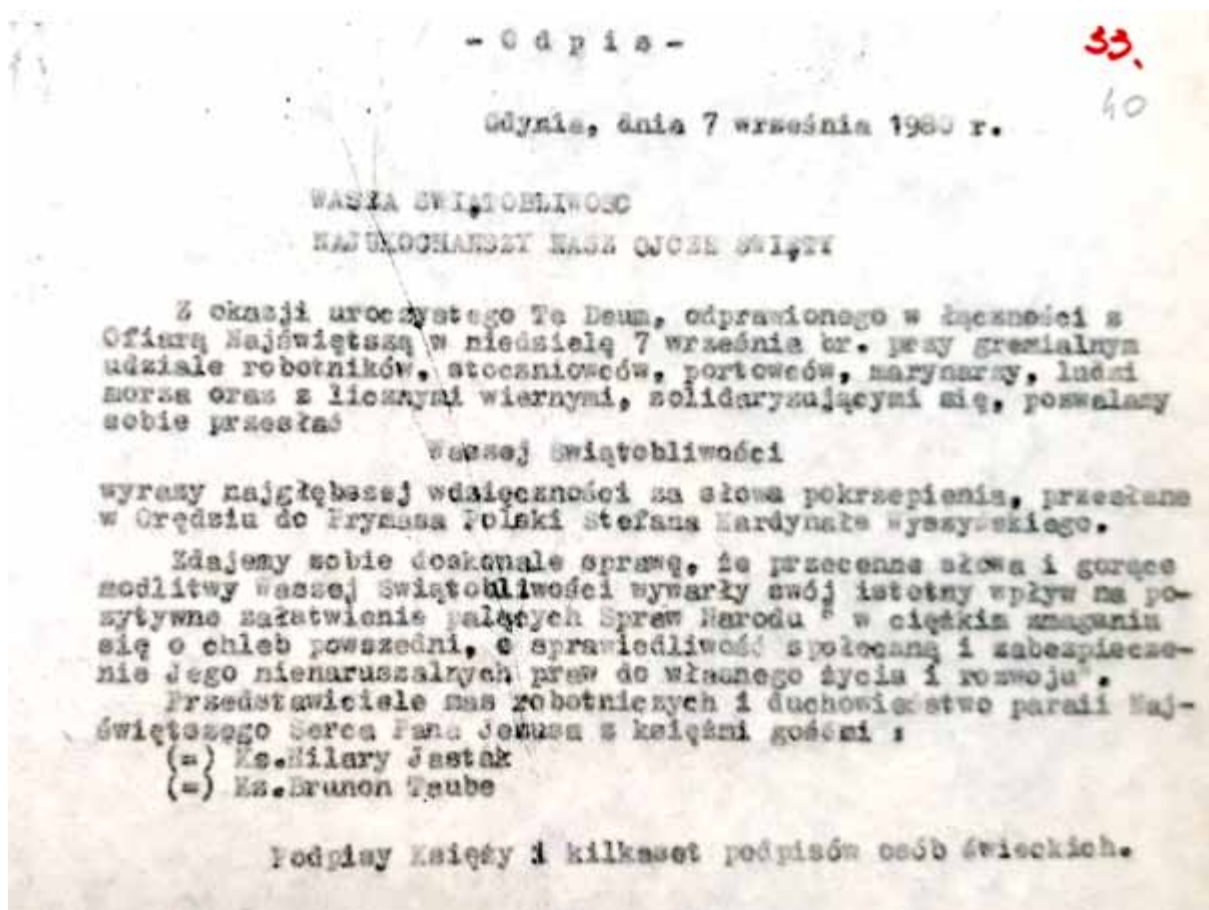 - O d p i s -
33.
40
Gdynia, dnia 7 września 1980 r.
WASZA SWIĄTOBLIWOSC
NAJUKOCHANSZY NASZ OJCZE SWIĘTY
Z okazji uroczystego Te Deum, odprawionego w łączności z
Ofiarą Najświętszą w niedzielę 7 września br. przy gremialnym
udziale robotników, stoczniowców, portowców, marynarzy, ludzi
morza oraz z licznymi wiernymi, solidaryzującymi się, pozwalamy
sobie przesłać
Waszej Swiątobliwości
wyrazy najgłębszej wdzięczności za słowa pokrzepienia, przesłane
w Orędziu do Prymasa Polski Stefana Kardynała Wyszyńskiego.
Zdajemy sobie doskonale sprawę, że przecenne słowa i gorące
modlitwy Waszej Swiątobliwości wywarły swój istotny wpływ na po-
zytywne załatwienie palących Spraw Narodu " w ciężkim zmaganiu
się o chleb powszedni, o sprawiedliwość społeczną i zabezpiecze-
nie Jego nienaruszalnych praw do własnego życia i rozwoju".
Przedstawiciele mas robotniczych i duchowieństwo parafii Naj-
świętszego Serca Pana Jezusa z księżmi gośćmi :
(=) Ks.Hilary Jastak
(=) Ks.Brunon Taube
Podpisy Księży i kilkaset podpisów osób świeckich.